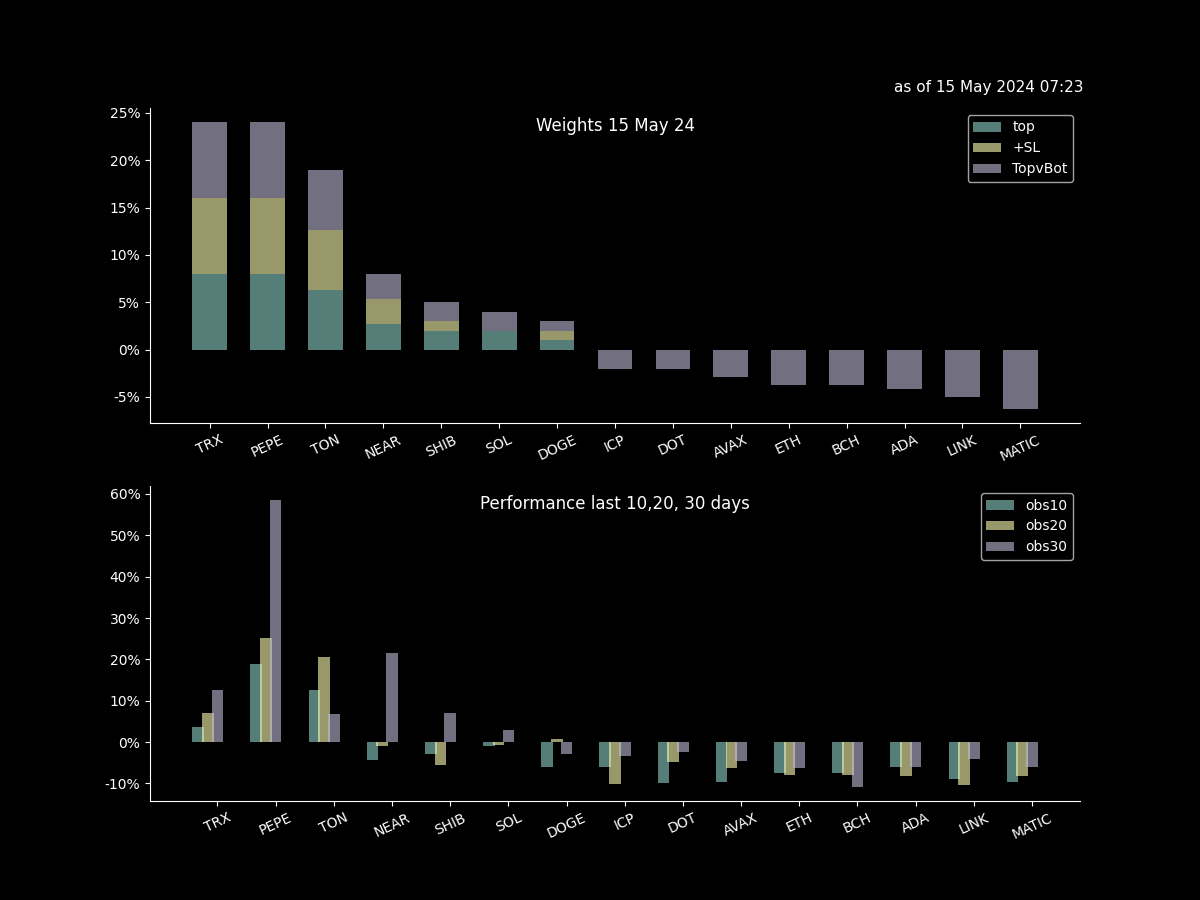 as of 15 May 2024 07:23
Weights 15 May 24
25%
20%
15%
10%
5%
0%
-5%
top
+SL
TopvBot
TRX PEPE TON NEAR SHIB SOL DOGE ICP DOT AVAX ETH BCH ADA LINK MATIC
Performance last 10,20, 30 days
60%
50%
40%
30%
20%
10%
0%
-10%
obs10
obs20
obs30
TRX PEPE TON NEAR SHIB SOL DOGE ICP DOT AVAX ETH BCH ADA LINK MATIC